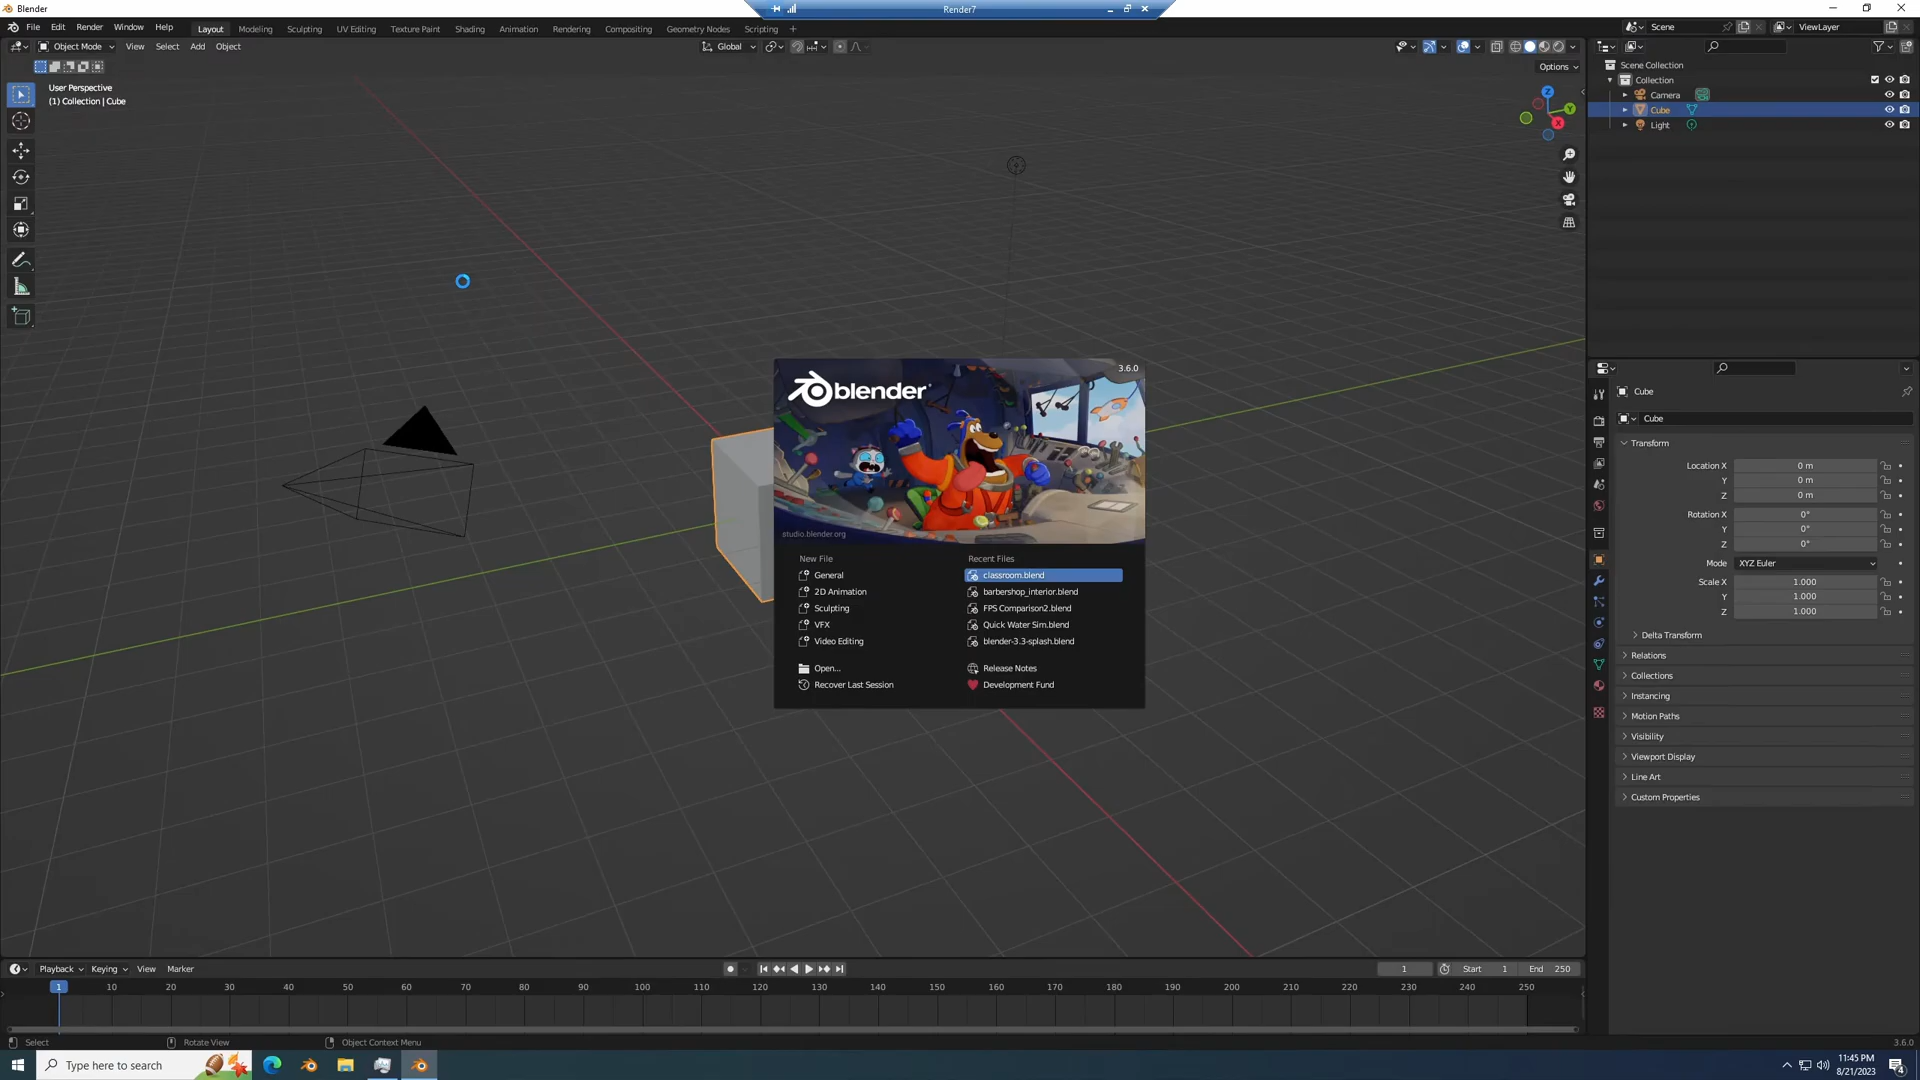 Blender
Render7
File Edit Render Window Help
Layout Modeling Sculpting UV Editing Texture Paint Shading Animation Rendering Compositing Geometry Nodes Scripting +
Scene
ViewLayer
Object Mode View Select Add Object
Global
Options
User Perspective
(1) Collection | Cube
Z
Y
X
Scene Collection
Collection
Camera
Cube
Light
blender
3.6.0
studio.blender.org
New File
General
2D Animation
Sculpting
VFX
Video Editing
Open...
Recover Last Session
Recent Files
classroom.blend
barbershop_interior.blend
FPS Comparison2.blend
Quick Water Sim.blend
blender-3.3-splash.blend
Release Notes
Development Fund
Cube
Cube
Transform
Location X 0 m
Y 0 m
Z 0 m
Rotation X 0°
Y 0°
Z 0°
Mode XYZ Euler
Scale X 1.000
Y 1.000
Z 1.000
Delta Transform
Relations
Collections
Instancing
Motion Paths
Visibility
Viewport Display
Line Art
Custom Properties
Playback Keying View Marker
1 Start 1 End 250
1 10 20 30 40 50 60 70 80 90 100 110 120 130 140 150 160 170 180 190 200 210 220 230 240 250
Select Rotate View Object Context Menu
3.6.0
Type here to search
11:45 PM
8/21/2023
4